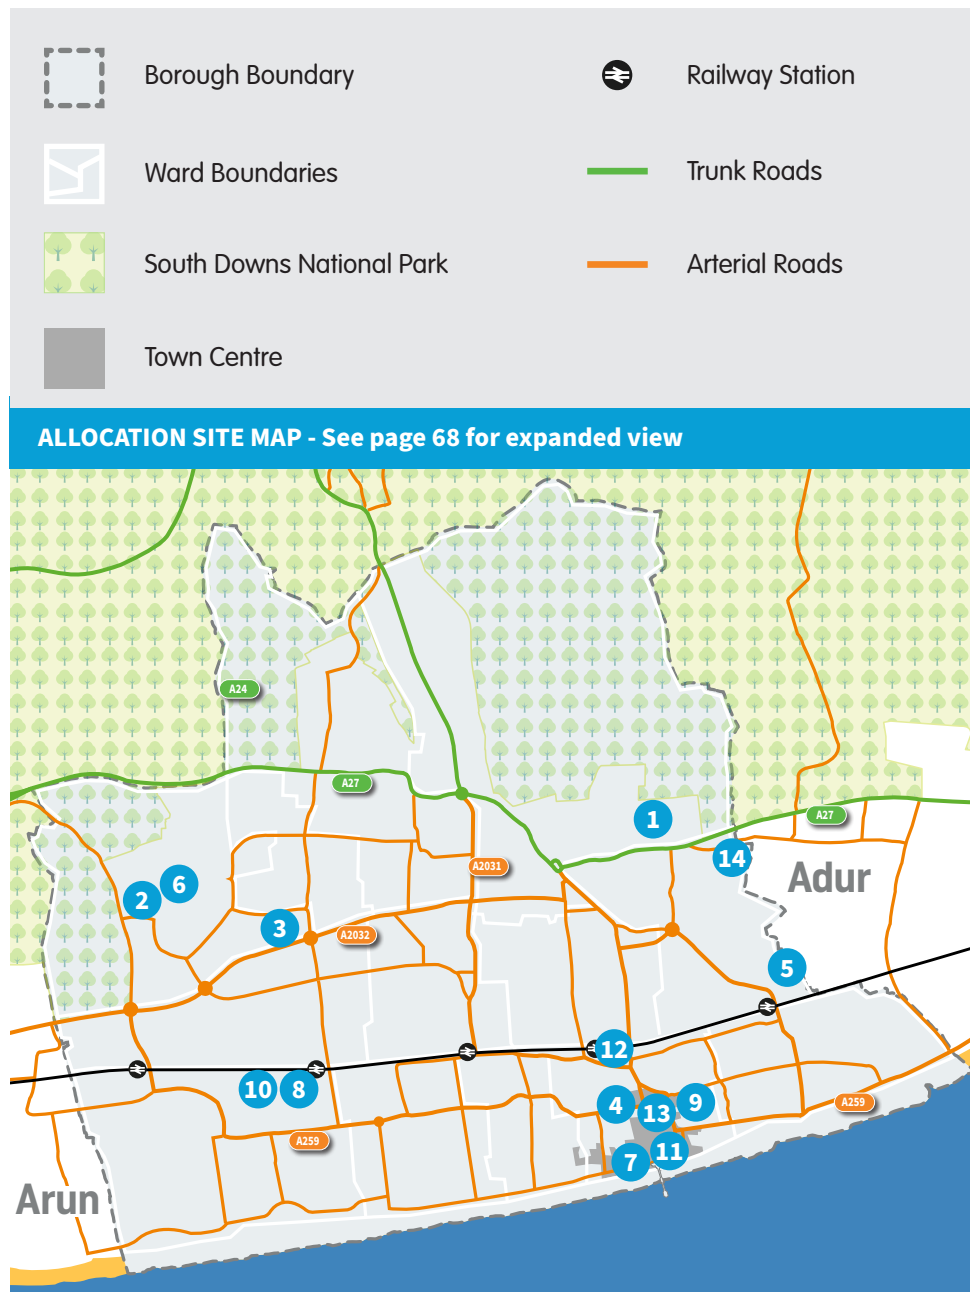 Borough Boundary
Railway Station
Ward Boundaries
Trunk Roads
South Downs National Park
Arterial Roads
Town Centre
ALLOCATION SITE MAP - See page 68 for expanded view
A24
A27
A27
1
14
A2031
Adur
6
2
3
A2032
5
12
10
8
4
13
9
A259
A259
11
7
Arun